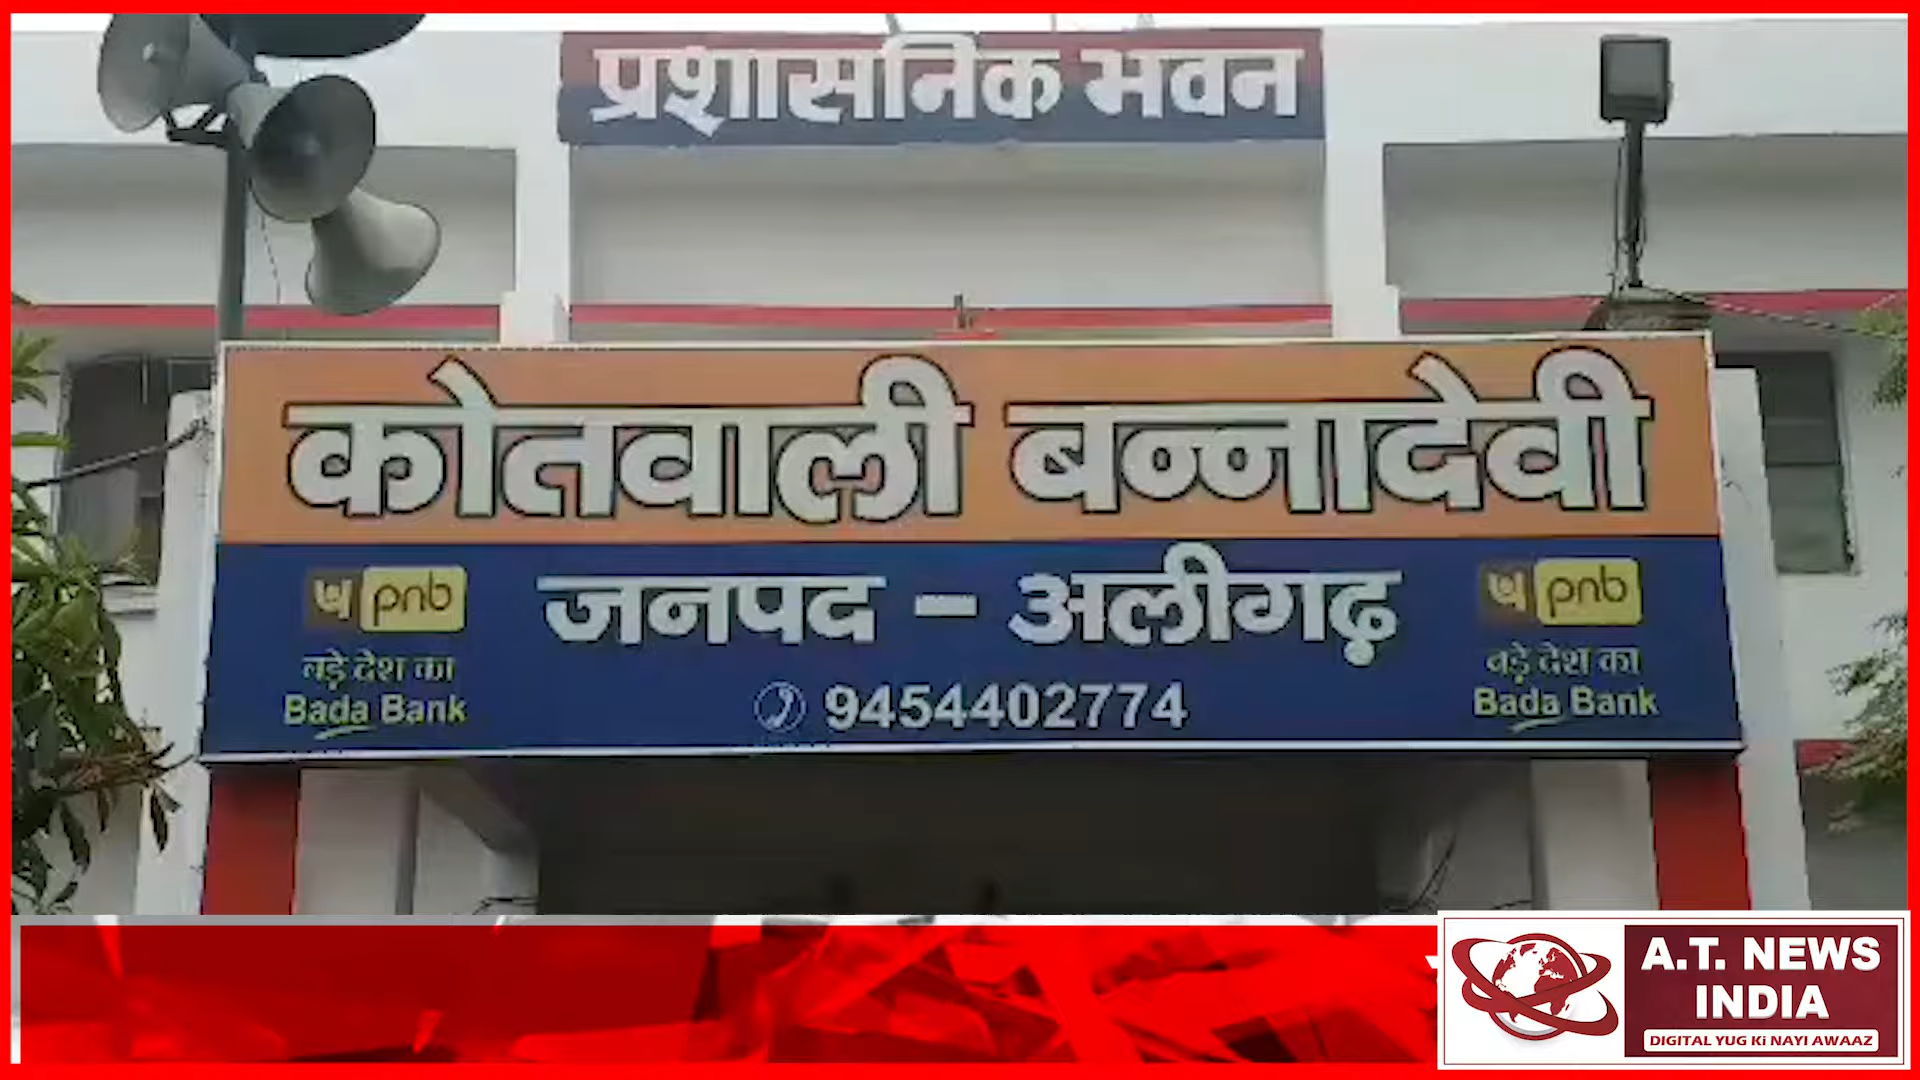 प्रशासनिक भवन
कोतवाली बन्नादेवी
प pnb
बड़े देश का
Bada Bank
जनपद - अलीगढ़
9454402774
प pnb
बड़े देश का
Bada Bank
A.T. NEWS
INDIA
DIGITAL YUG Ki NAYI AWAAZ